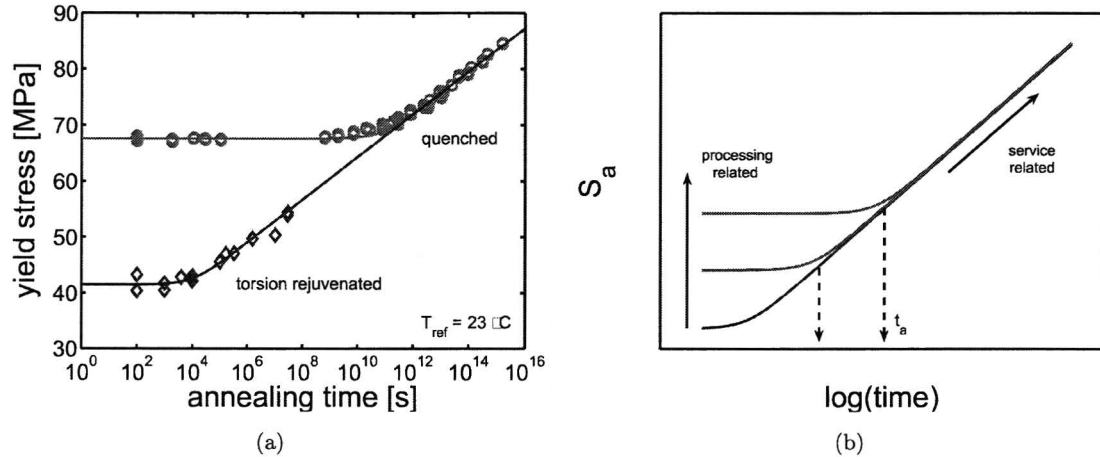 90
80
70
60
50
40
30
yield stress [MPa]
quenched
torsion rejuvenated
T_ref = 23 □C
10^0 10^2 10^4 10^6 10^8 10^10 10^12 10^14 10^16
annealing time [s]
(a)
S_a
processing
related
service
related
t_a
log(time)
(b)